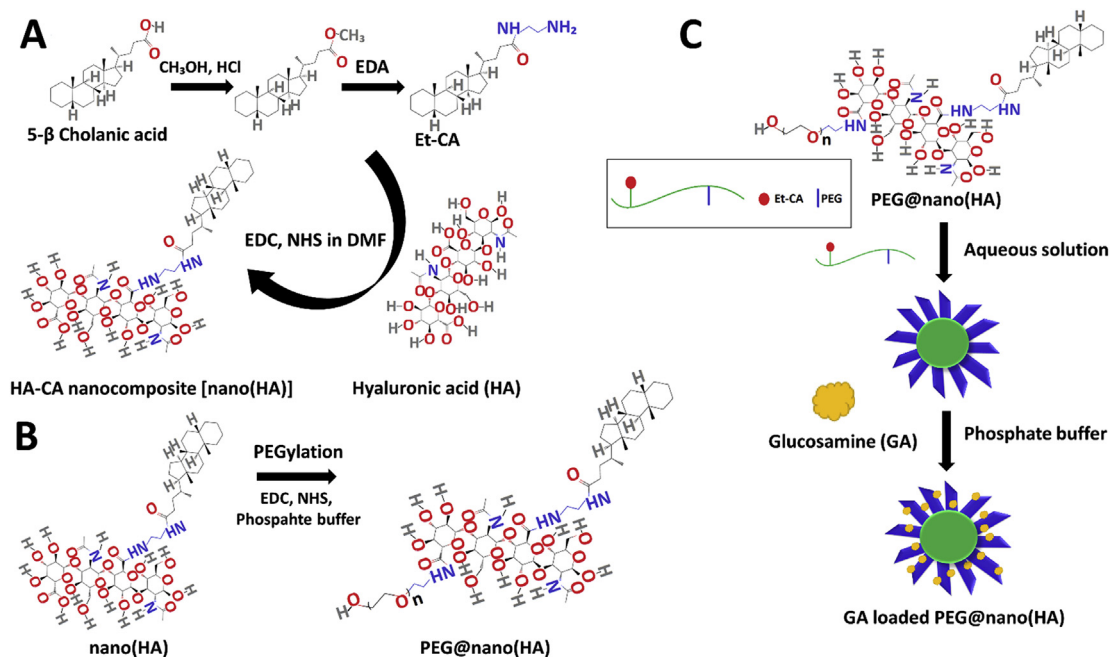 A
CH₃OH, HCl
EDA
5-β Cholanic acid
Et-CA
EDC, NHS in DMF
HA-CA nanocomposite [nano(HA)]
Hyaluronic acid (HA)
B
PEGylation
EDC, NHS,
Phospahte buffer
nano(HA)
PEG@nano(HA)
C
PEG@nano(HA)
Et-CA
PEG
Aqueous solution
Glucosamine (GA)
Phosphate buffer
GA loaded PEG@nano(HA)